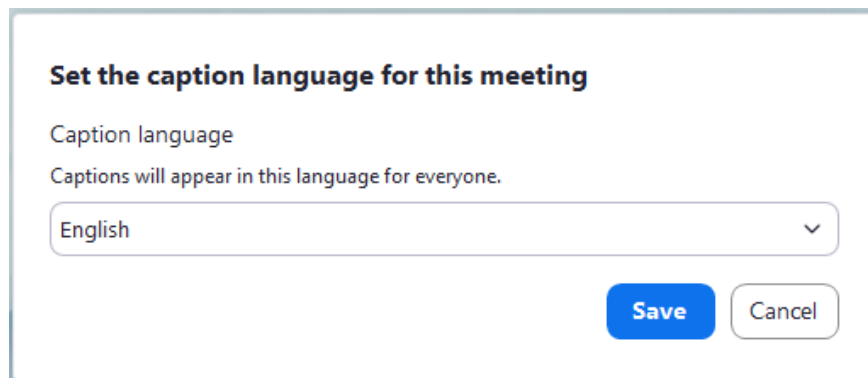 Set the caption language for this meeting
Caption language
Captions will appear in this language for everyone.
English
Save Cancel